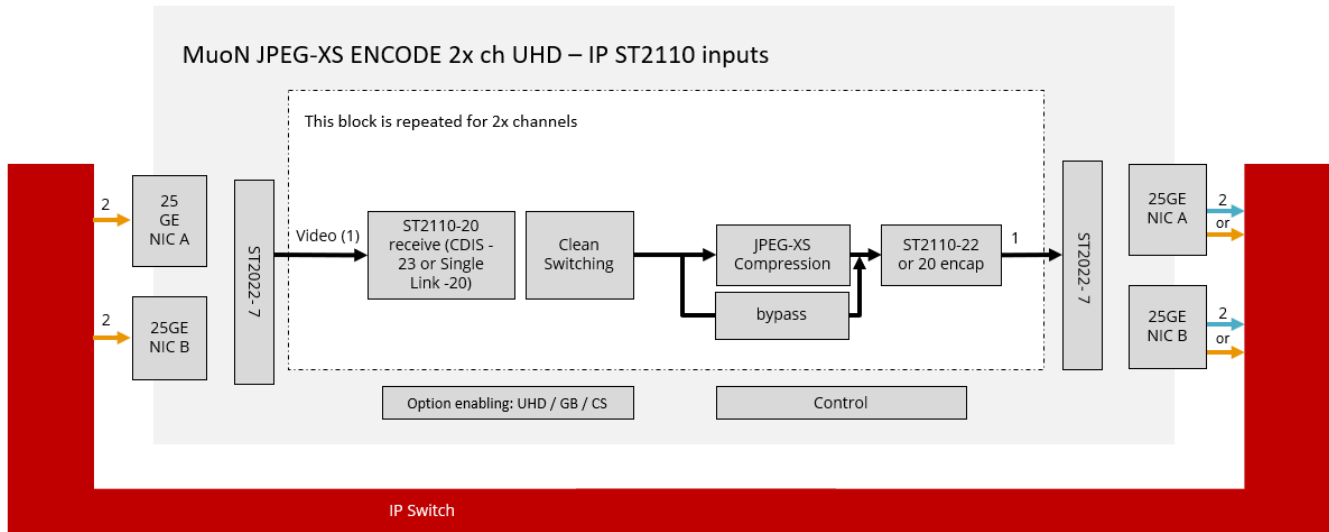 MuoN JPEG-XS ENCODE 2x ch UHD – IP ST2110 inputs
This block is repeated for 2x channels
2
25
GE
NIC A
2
25GE
NIC B
ST2022- 7
Video (1)
ST2110-20
receive (CDIS -
23 or Single
Link -20)
Clean
Switching
JPEG-XS
Compression
bypass
ST2110-22
or 20 encap
1
ST2022- 7
25GE
NIC A
2
or
25GE
NIC B
2
or
Option enabling: UHD / GB / CS
Control
IP Switch